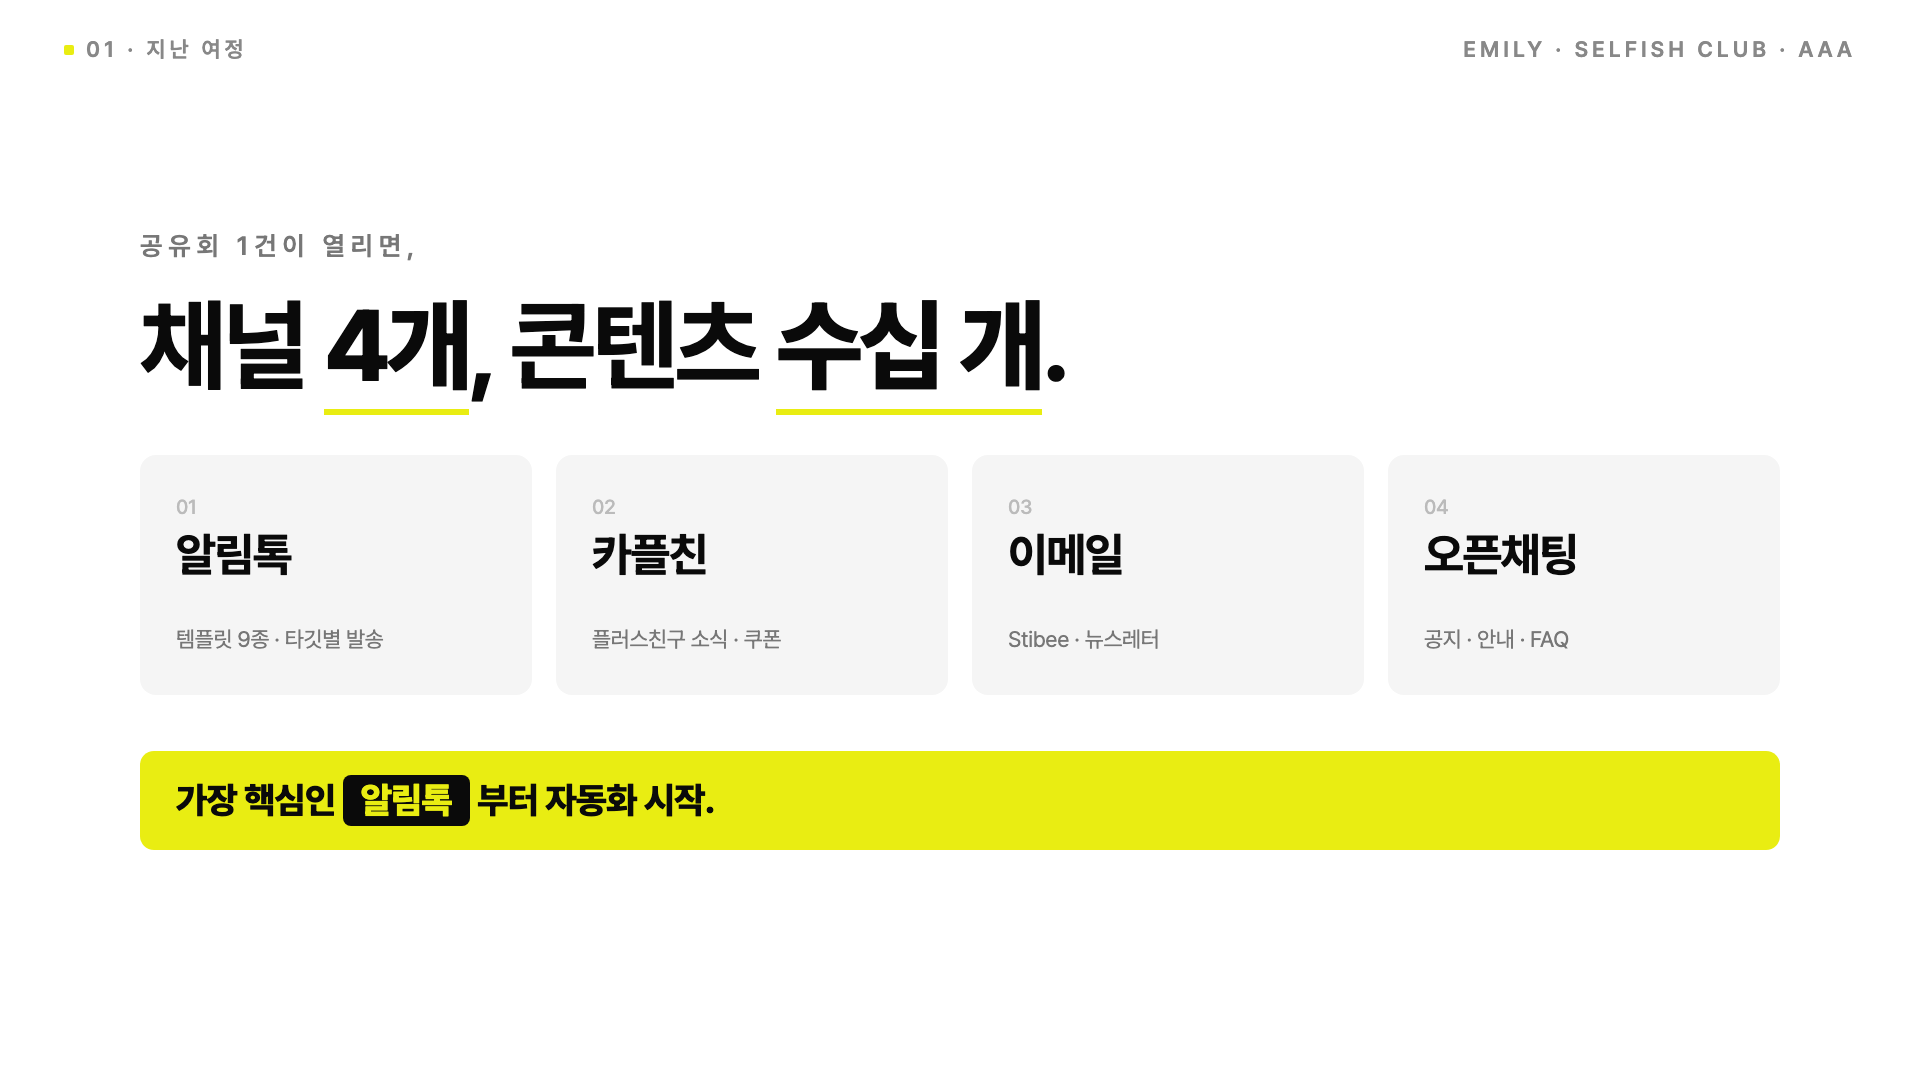 01 · 지난 여정
EMILY · SELFISH CLUB · AAA
공유회 1건이 열리면,
채널 4개, 콘텐츠 수십 개.
01
알림톡
템플릿 9종 · 타깃별 발송
02
카플친
플러스친구 소식 · 쿠폰
03
이메일
Stibee · 뉴스레터
04
오픈채팅
공지 · 안내 · FAQ
가장 핵심인 알림톡 부터 자동화 시작.